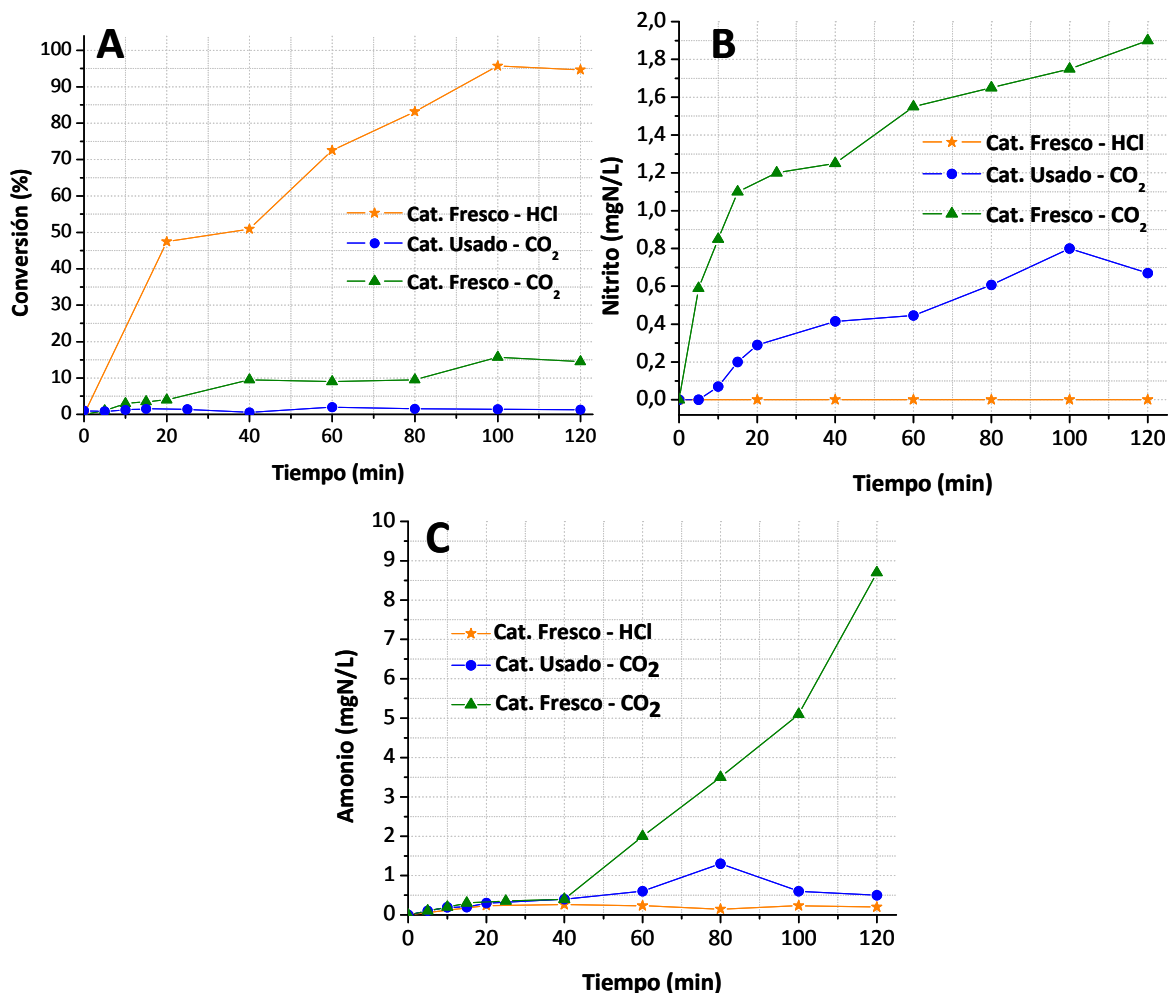 A
Conversión (%)
100
90
80
70
60
50
40
30
20
10
0
Cat. Fresco - HCl
Cat. Usado - CO2
Cat. Fresco - CO2
0 20 40 60 80 100 120
Tiempo (min)
B
Nitrito (mgN/L)
2,0
1,8
1,6
1,4
1,2
1,0
0,8
0,6
0,4
0,2
0,0
Cat. Fresco - HCl
Cat. Usado - CO2
Cat. Fresco - CO2
0 20 40 60 80 100 120
Tiempo (min)
C
Amonio (mgN/L)
10
9
8
7
6
5
4
3
2
1
0
Cat. Fresco - HCl
Cat. Usado - CO2
Cat. Fresco - CO2
0 20 40 60 80 100 120
Tiempo (min)